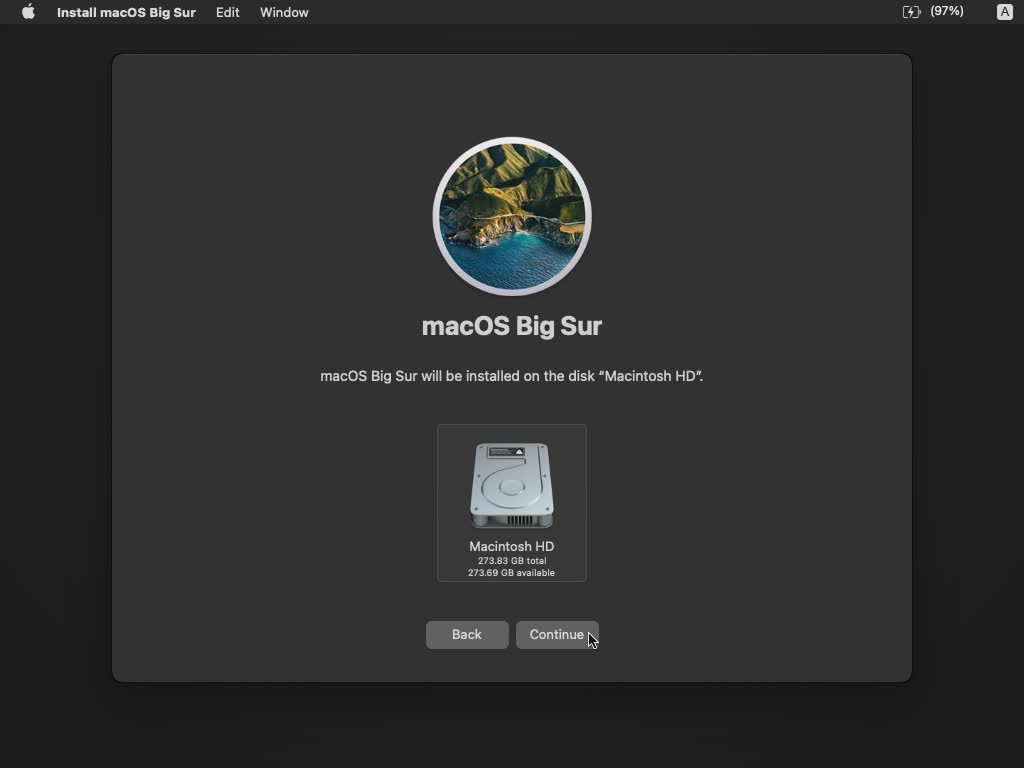 Install macOS Big Sur Edit Window (97%) A
macOS Big Sur
macOS Big Sur will be installed on the disk “Macintosh HD”.
Macintosh HD
273.83 GB total
273.69 GB available
Back Continue